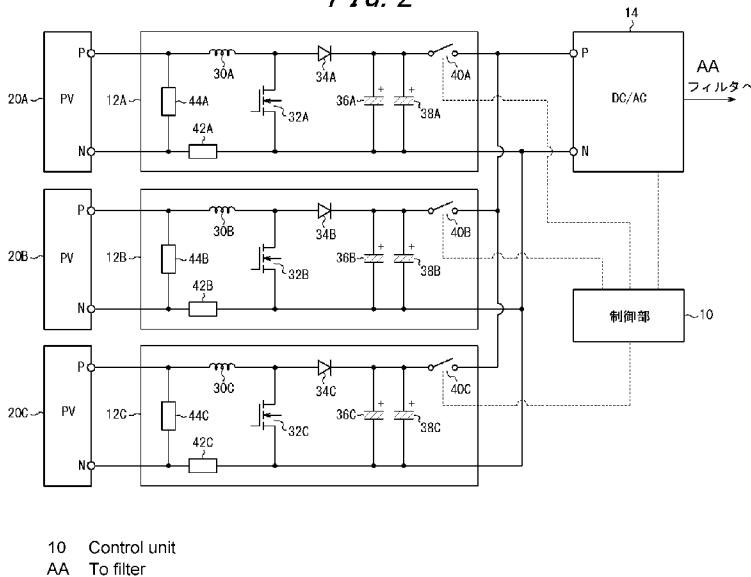 FIG. 2
14
P
30A
34A
40A
P
AA
フィルタへ
20A
PV
12A
44A
32A
36A
38A
DC/AC
42A
N
N
P
30B
34B
40B
20B
PV
12B
44B
32B
36B
38B
42B
N
制御部
10
P
30C
34C
40C
20C
PV
12C
44C
32C
36C
38C
42C
N
10 Control unit
AA To filter